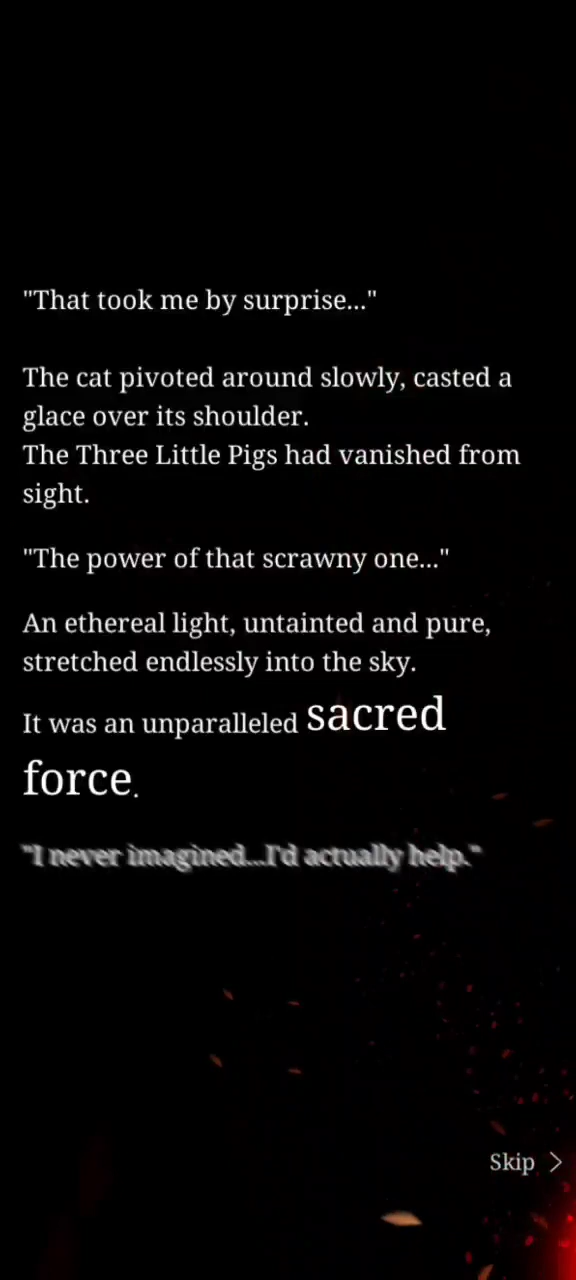 "That took me by surprise..."
The cat pivoted around slowly, casted a
glace over its shoulder.
The Three Little Pigs had vanished from
sight.
"The power of that scrawny one..."
An ethereal light, untainted and pure,
stretched endlessly into the sky.
It was an unparalleled sacred
force.
"I never imagined...I'd actually help."
Skip >